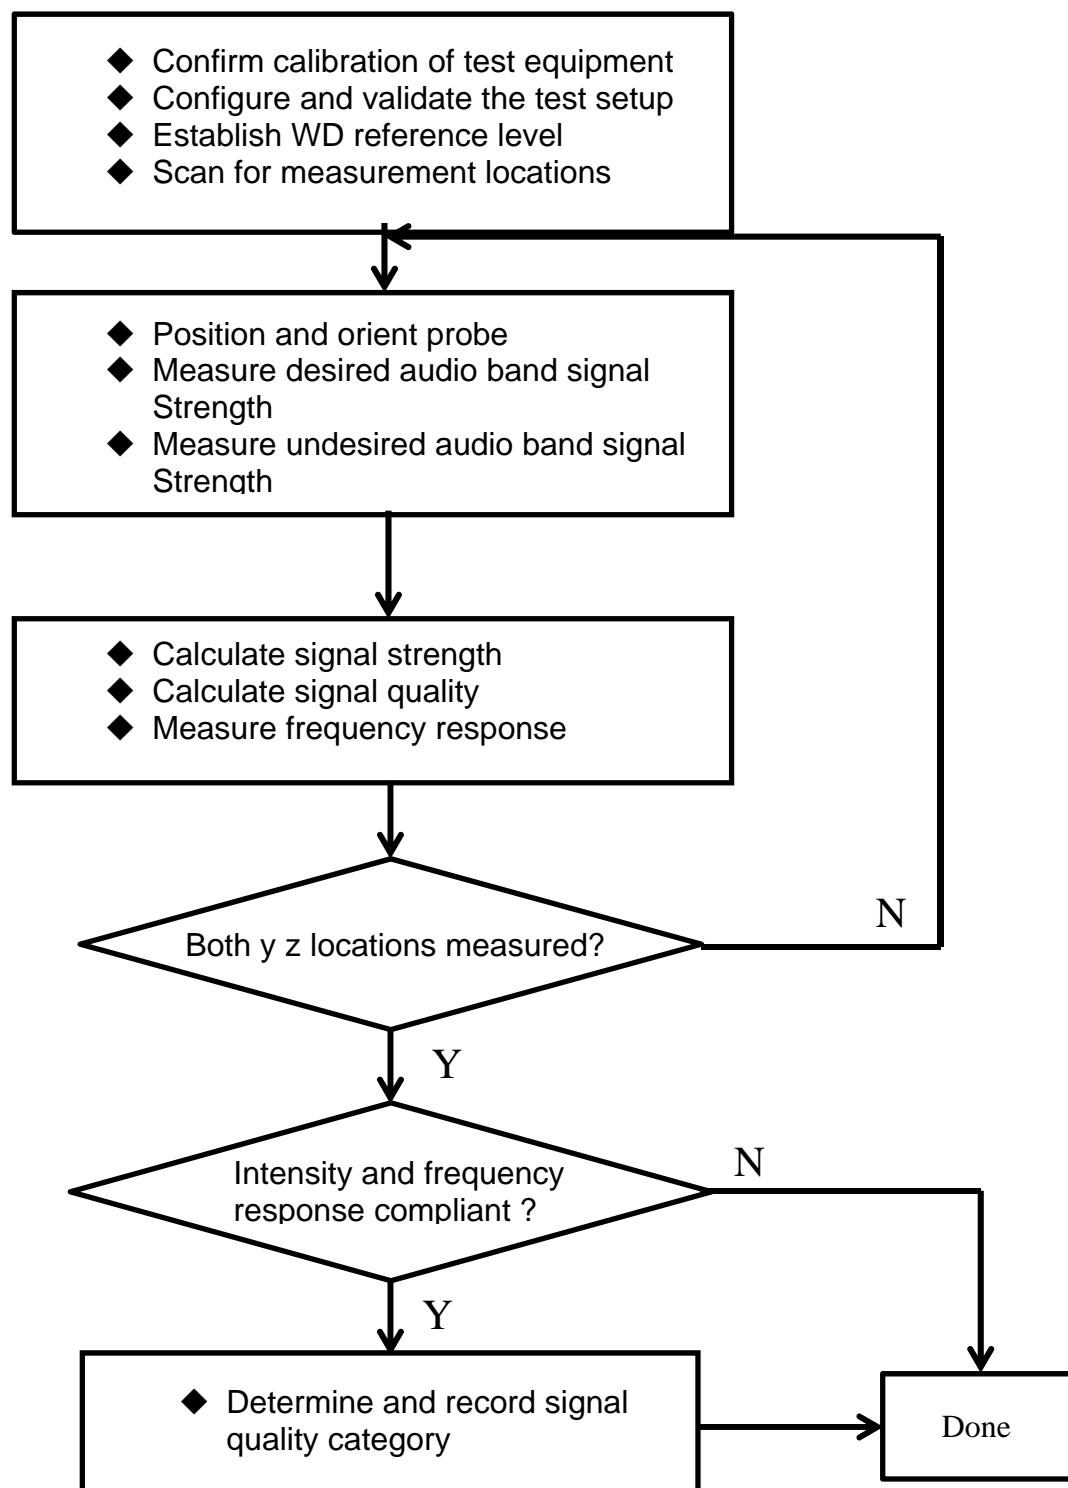 ◆ Confirm calibration of test equipment
◆ Configure and validate the test setup
◆ Establish WD reference level
◆ Scan for measurement locations
◆ Position and orient probe
◆ Measure desired audio band signal
Strength
◆ Measure undesired audio band signal
Strength
◆ Calculate signal strength
◆ Calculate signal quality
◆ Measure frequency response
Both y z locations measured?
N
Y
Intensity and frequency
response compliant ?
N
Y
◆ Determine and record signal
quality category
Done